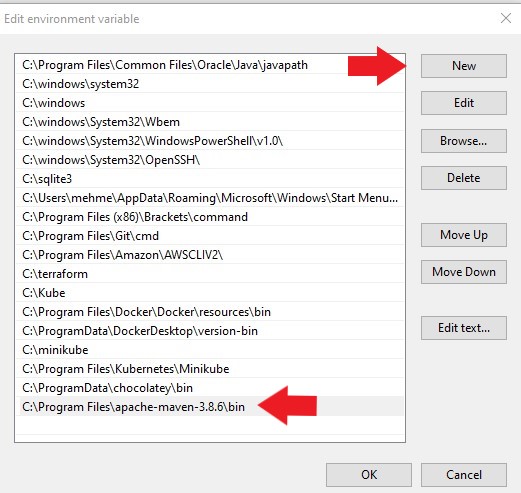 Edit environment variable
C:\Program Files\Common Files\Oracle\Java\javapath
New
C:\windows\system32
C:\windows
Edit
C:\windows\System32\Wbem
C:\windows\System32\WindowsPowerShell\v1.0\
Browse...
C:\windows\System32\OpenSSH\
C:\sqlite3
Delete
C:\Users\mehme\AppData\Roaming\Microsoft\Windows\Start Menu...
C:\Program Files (x86)\Brackets\command
C:\Program Files\Git\cmd
Move Up
C:\Program Files\Amazon\AWSCLIV2\
C:\terraform
Move Down
C:\Kube
C:\Program Files\Docker\Docker\resources\bin
C:\ProgramData\DockerDesktop\version-bin
Edit text...
C:\minikube
C:\Program Files\Kubernetes\Minikube
C:\ProgramData\chocolatey\bin
C:\Program Files\apache-maven-3.8.6\bin
OK
Cancel